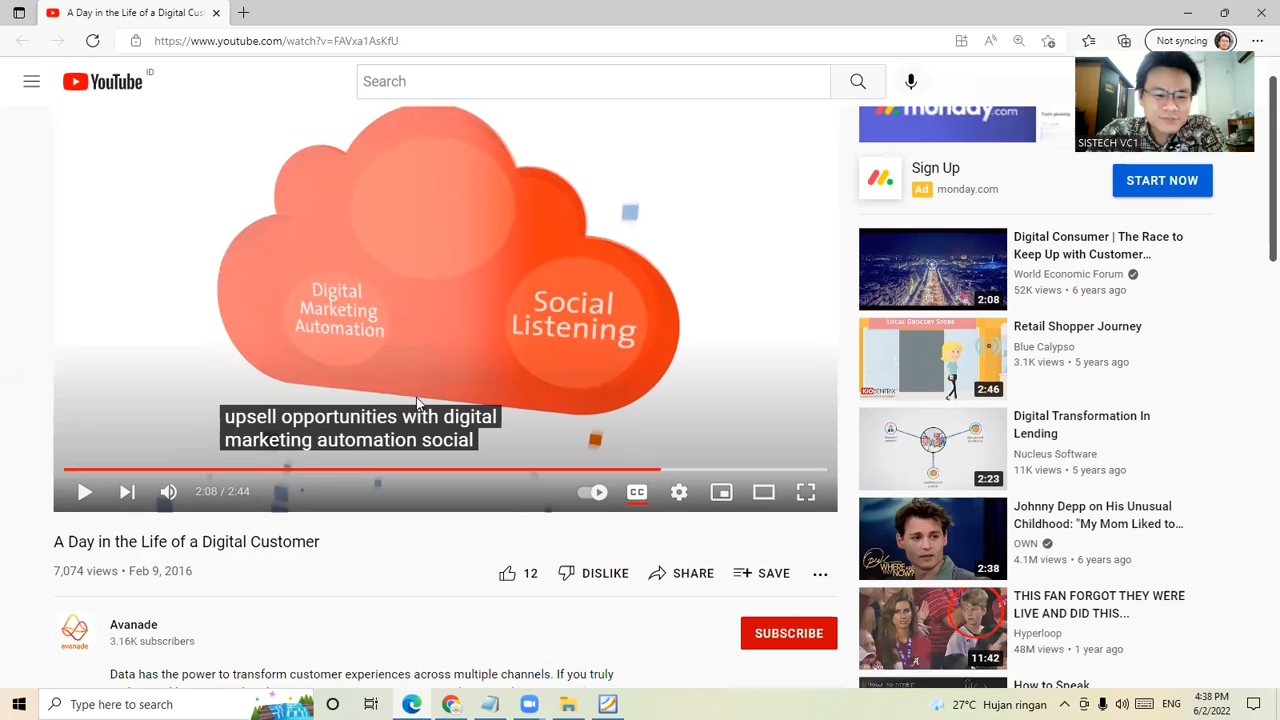 A Day in the Life of a Digital Cus
https://www.youtube.com/watch?v=FAVxa1AsKfU
Not syncing
YouTube
ID
Search
SISTECH VC1
monday.com
Sign Up
Ad monday.com
START NOW
Digital
Marketing
Automation
Social
Listening
upsell opportunities with digital
marketing automation social
2:08 / 2:44
CC
A Day in the Life of a Digital Customer
7,074 views • Feb 9, 2016
12
DISLIKE
SHARE
SAVE
Avanade
3.16K subscribers
avanade
SUBSCRIBE
Data has the power to transform customer experiences across multiple channels. If you truly
Digital Consumer | The Race to
Keep Up with Customer…
World Economic Forum
52K views • 6 years ago
2:08
LOCAL GROCERY STORE
Retail Shopper Journey
Blue Calypso
3.1K views • 5 years ago
2:46
Digital Transformation In
Lending
Nucleus Software
11K views • 5 years ago
2:23
Johnny Depp on His Unusual
Childhood: "My Mom Liked to…
OWN
4.1M views • 6 years ago
2:38
THIS FAN FORGOT THEY WERE
LIVE AND DID THIS...
Hyperloop
48M views • 1 year ago
11:42
How to Speak
Type here to search
27°C Hujan ringan
ENG
4:38 PM
6/2/2022